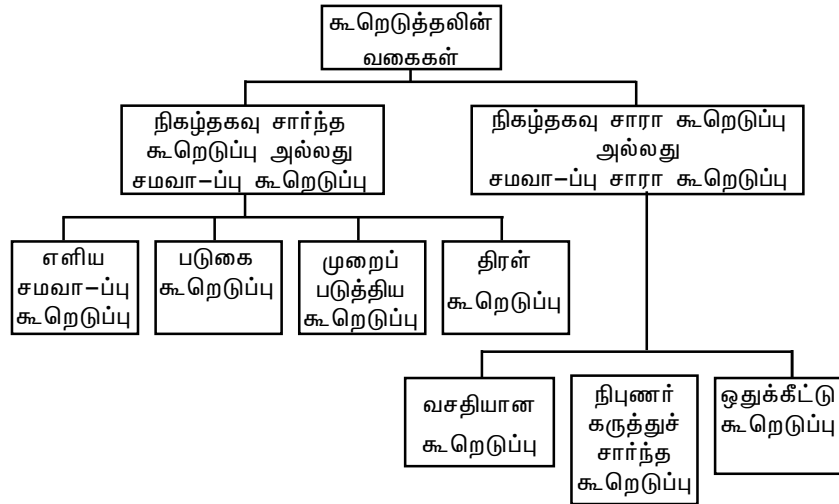 கூறெடுத்தலின்
வகைகள்
நிகழ்தகவு சார்ந்த
கூறெடுப்பு அல்லது
சமவா–ப்பு கூறெடுப்பு
நிகழ்தகவு சாரா கூறெடுப்பு
அல்லது
சமவா–ப்பு சாரா கூறெடுப்பு
எளிய
சமவா–ப்பு
கூறெடுப்பு
படுகை
கூறெடுப்பு
முறைப்
படுத்திய
கூறெடுப்பு
திரள்
கூறெடுப்பு
வசதியான
கூறெடுப்பு
நிபுணர்
கருத்துச்
சார்ந்த
கூறெடுப்பு
ஒதுக்கீட்டு
கூறெடுப்பு